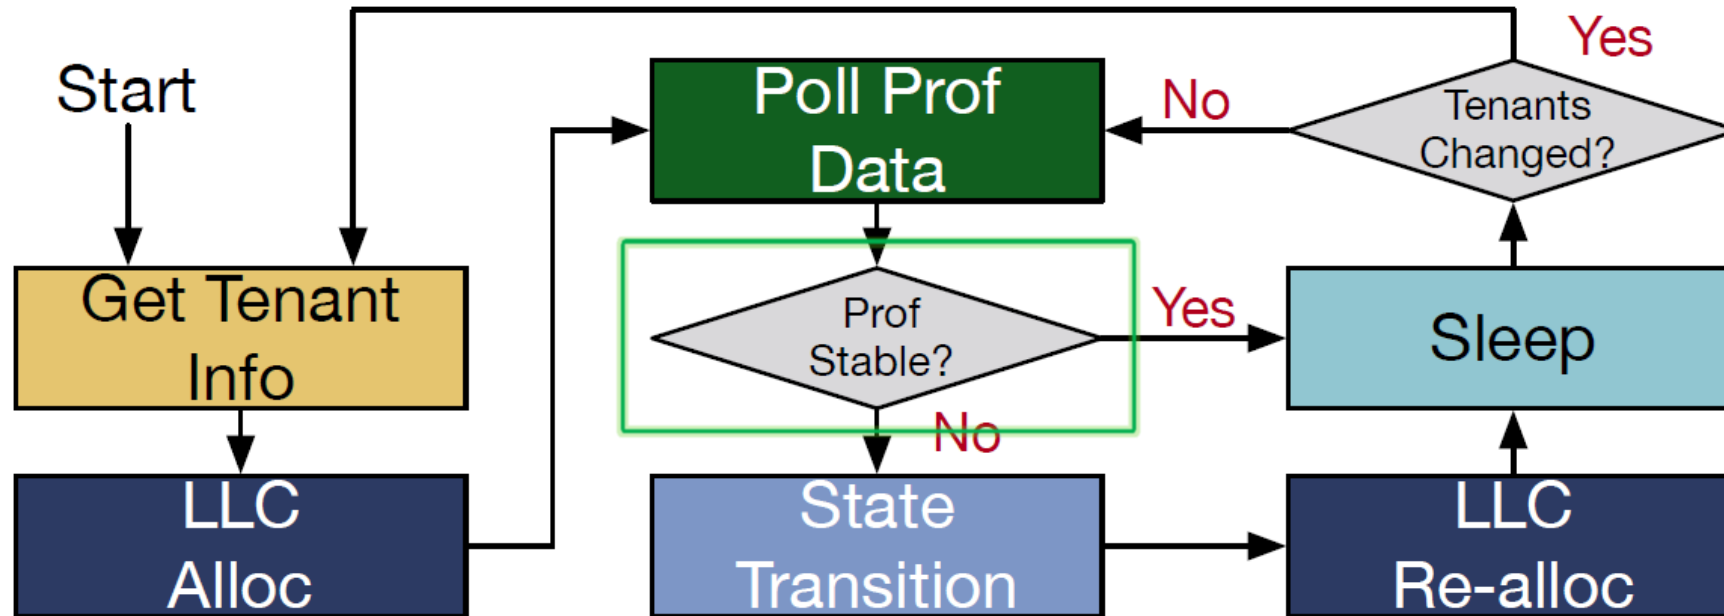 Start
Get Tenant
Info
LLC
Alloc
Poll Prof
Data
Prof
Stable?
Yes
No
State
Transition
LLC
Re-alloc
Sleep
Tenants
Changed?
Yes
No